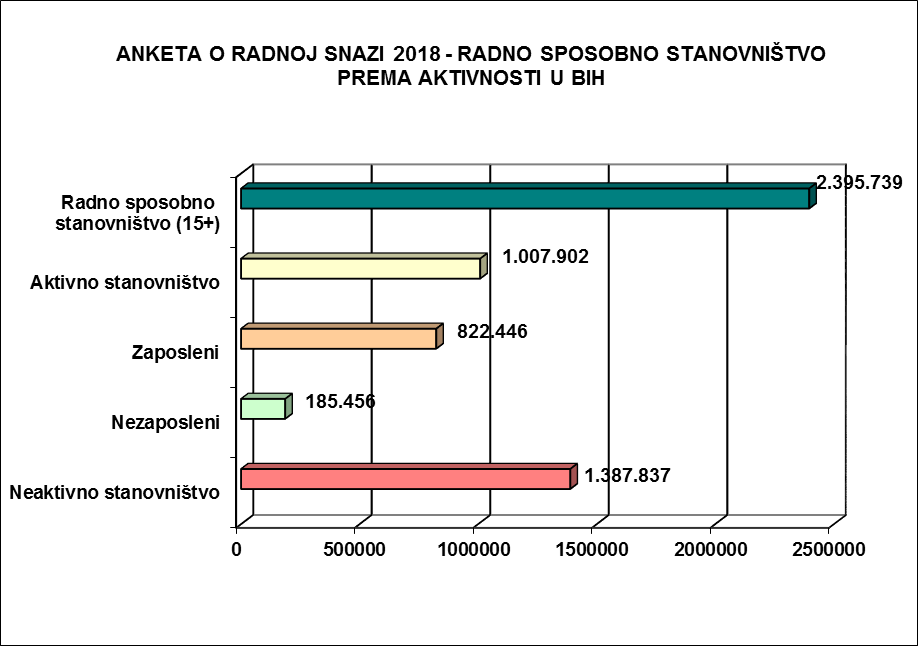 ANKETA O RADNOJ SNAZI 2018 - RADNO SPOSOBNO STANOVNIŠTVO
PREMA AKTIVNOSTI U BIH
Radno sposobno
stanovništvo (15+)
2.395.739
Aktivno stanovništvo
1.007.902
Zaposleni
822.446
Nezaposleni
185.456
Neaktivno stanovništvo
1.387.837
0 500000 1000000 1500000 2000000 2500000